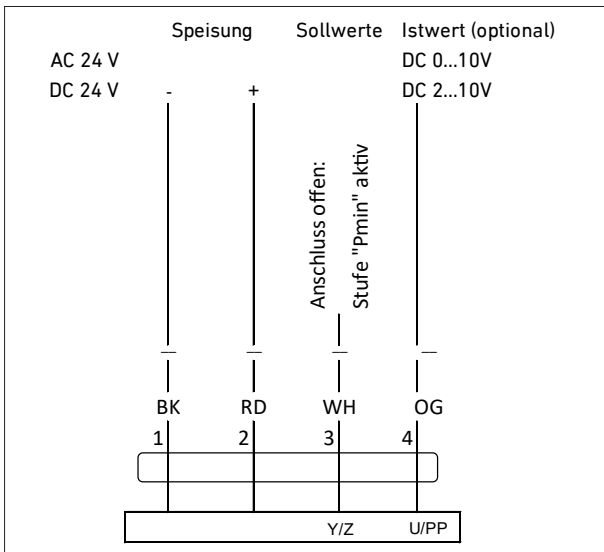 Speisung Sollwerte Istwert (optional)
AC 24 V DC 0...10V
DC 24 V - + DC 2...10V
Anschluss offen:
Stufe "Pmin" aktiv
BK RD WH OG
1 2 3 4
Y/Z U/PP